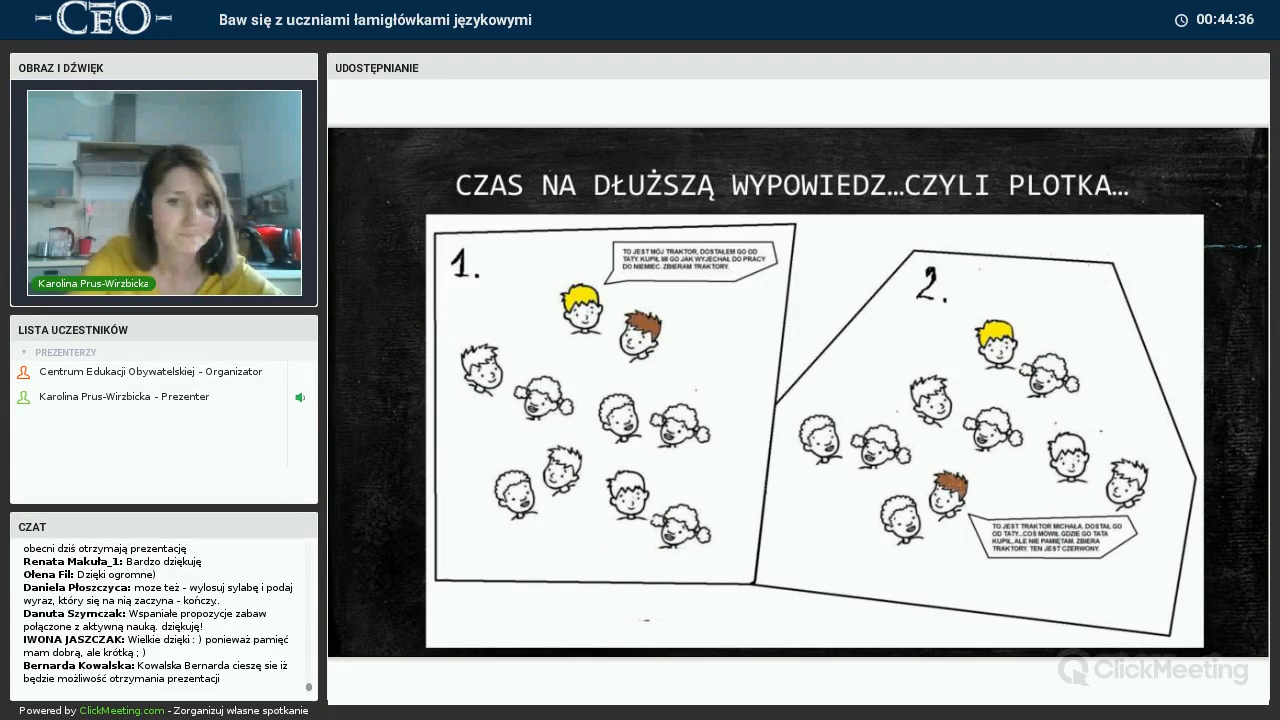 CEO
Baw się z uczniami łamigłówkami językowymi
00:44:36
OBRAZ I DŹWIĘK
Karolina Prus-Wirzbicka
LISTA UCZESTNIKÓW
PREZENTERZY
Centrum Edukacji Obywatelskiej - Organizator
Karolina Prus-Wirzbicka - Prezenter
CZAT
obecni dziś otrzymają prezentację
Renata Makuła_1: Bardzo dziękuję
Olena Fil: Dzięki ogromne)
Daniela Płoszczyca: moze też - wylosuj sylabę i podaj
wyraz, który się na nią zaczyna - kończy..
Danuta Szymczak: Wspaniałe propozycje zabaw
połączone z aktywną nauką. dziękuję!
IWONA JASZCZAK: Wielkie dzięki : ) ponieważ pamięć
mam dobrą, ale krótką ; )
Bernarda Kowalska: Kowalska Bernarda cieszę sie iż
będzie możliwość otrzymania prezentacji
Powered by ClickMeeting.com - Zorganizuj własne spotkanie
UDOSTĘPNIANIE
CZAS NA DŁUŻSZĄ WYPOWIEDZ…CZYLI PLOTKA…
1.
TO JEST MÓJ TRAKTOR, DOSTAŁEM GO OD
TATY. KUPIŁ MI GO JAK WYJECHAŁ DO PRACY
DO NIEMIEC. ZBIERAM TRAKTORY.
2.
TO JEST TRAKTOR MICHAŁA. DOSTAŁ GO
OD TATY...COŚ MÓWIŁ GDZIE GO TATA
KUPIŁ, ALE NIE PAMIĘTAM. ZBIERA
TRAKTORY. TEN JEST CZERWONY.
ClickMeeting